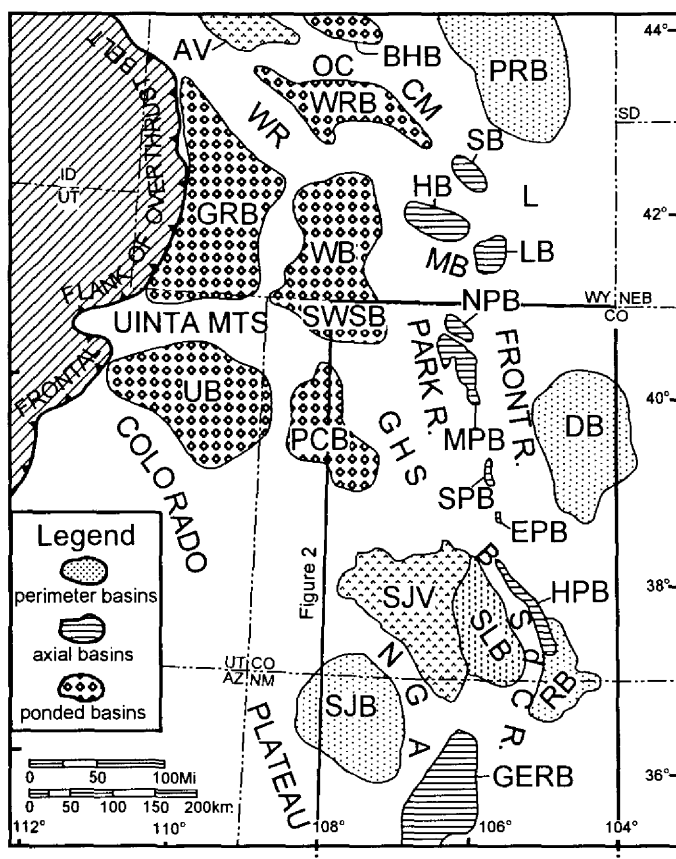 44°
AV
BHB
OC
PRB
CM
WRB
WR
SD
SB
FLANK OF OVERTHRUST BELT
ID
UT
HB
L
42°
GRB
WB
MB
LB
NPB
WY NEB
CO
UINTA MTS
SWSB
PARK R.
FRONT R.
FRONTAL
UB
40°
PCB
GHS
MPB
DB
COLORADO
SPB
EPB
Legend
perimeter basins
axial basins
ponded basins
Figure 2
B
38°
HPB
SJV
SLB
S d C R.
RB
UT CO
AZ NM
N G A
SJB
PLATEAU
GERB
36°
0 50 100Mi
0 50 100 150 200km
112° 110° 108° 106° 104°